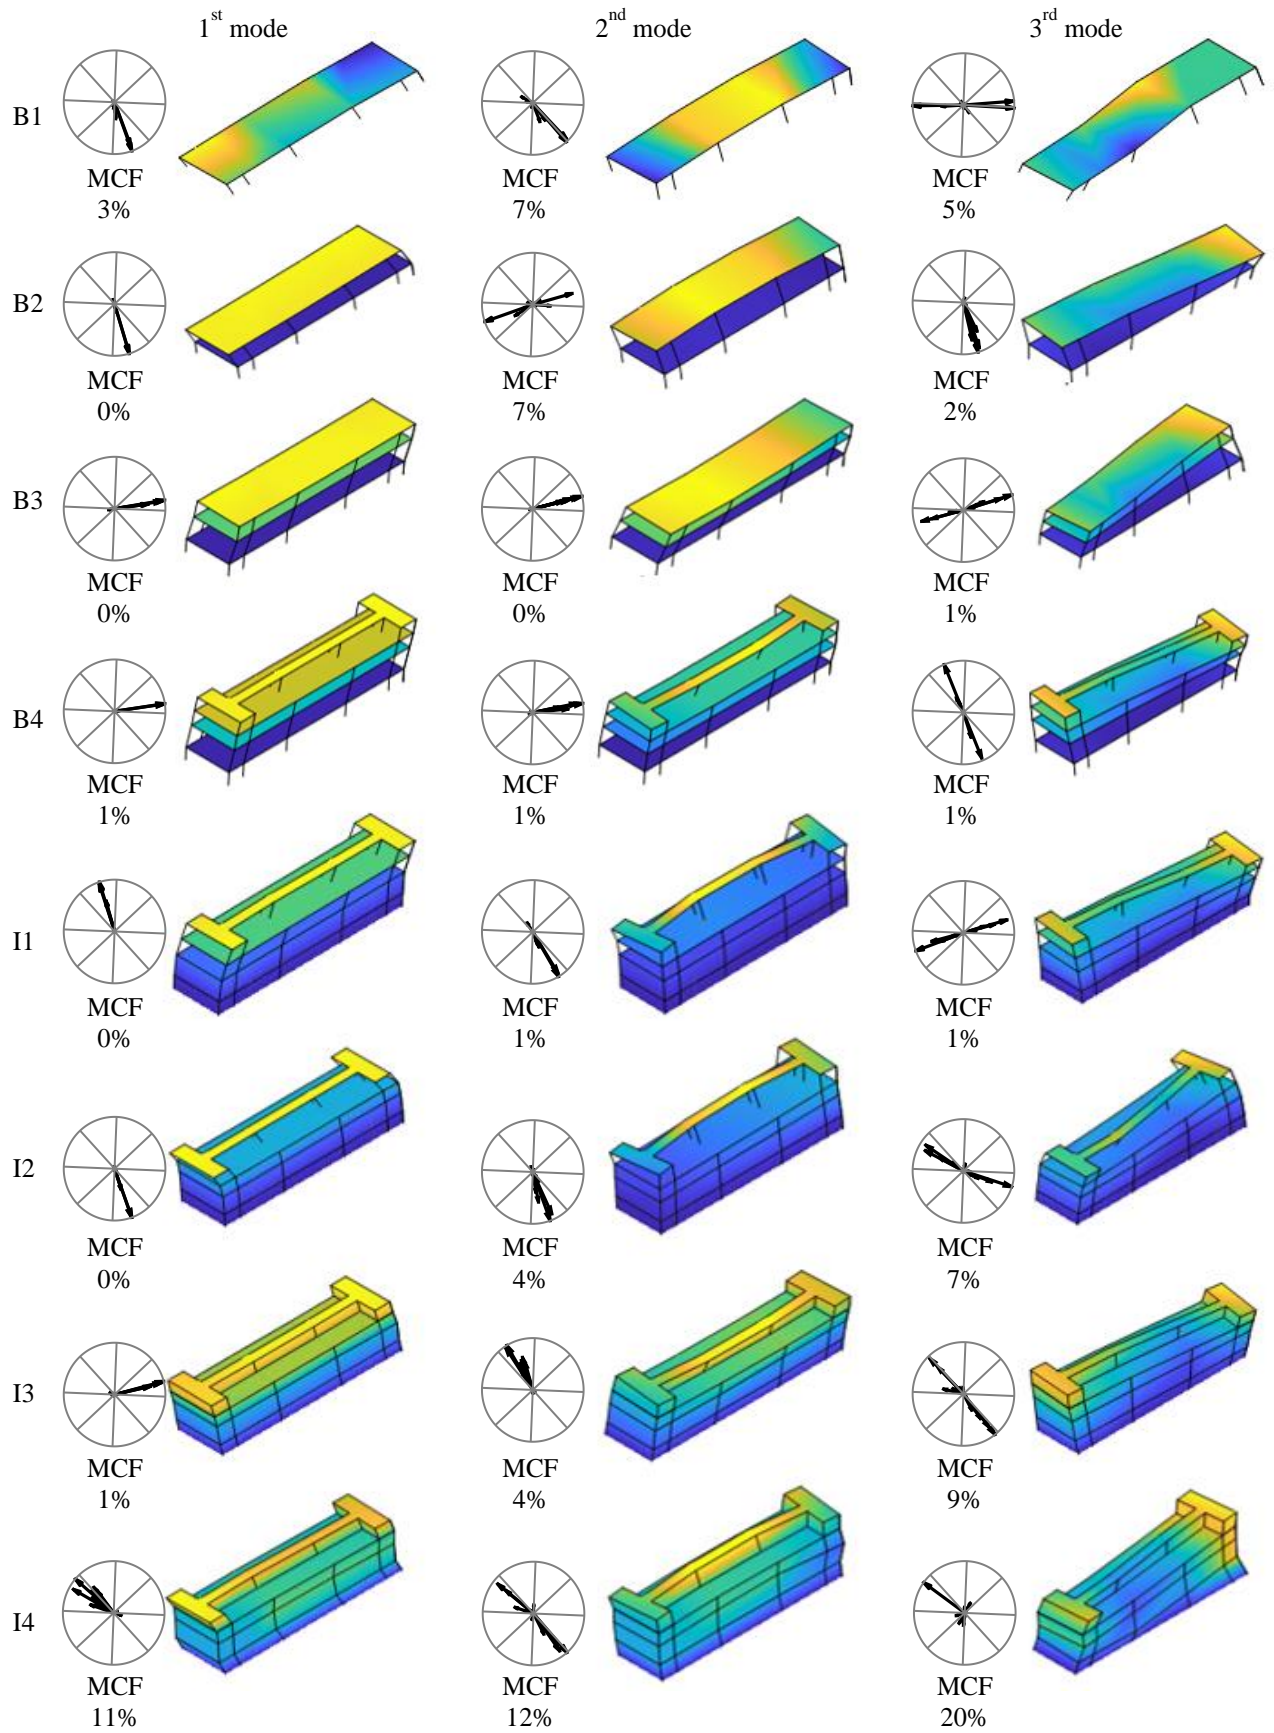 1st mode 2nd mode 3rd mode
B1
MCF MCF MCF
3% 7% 5%
B2
MCF MCF MCF
0% 7% 2%
B3
MCF MCF MCF
0% 0% 1%
B4
MCF MCF MCF
1% 1% 1%
I1
MCF MCF MCF
0% 1% 1%
I2
MCF MCF MCF
0% 4% 7%
I3
MCF MCF MCF
1% 4% 9%
I4
MCF MCF MCF
11% 12% 20%